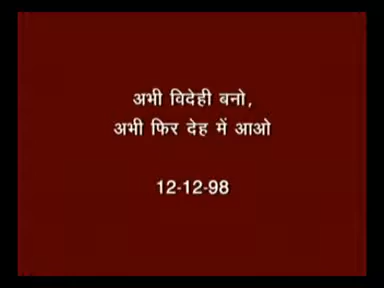 अभी विदेही बनो,
अभी फिर देह में आओ
12-12-98